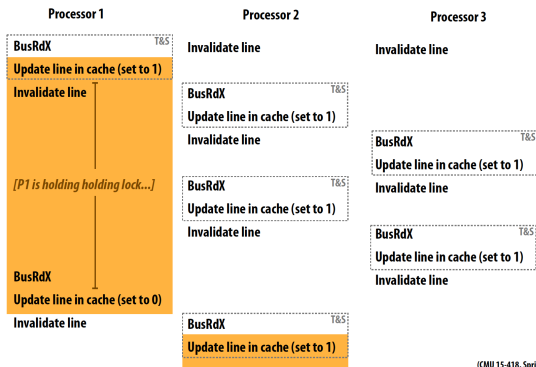 Processor 1
BusRdX
T&S
Update line in cache (set to 1)
Invalidate line
[P1 is holding holding lock...]
BusRdX
Update line in cache (set to 0)
Invalidate line
Processor 2
Invalidate line
BusRdX
T&S
Update line in cache (set to 1)
Invalidate line
BusRdX
T&S
Update line in cache (set to 1)
Invalidate line
BusRdX
T&S
Update line in cache (set to 1)
Processor 3
Invalidate line
BusRdX
T&S
Update line in cache (set to 1)
Invalidate line
BusRdX
T&S
Update line in cache (set to 1)
Invalidate line
(CMU 15-418, Spri